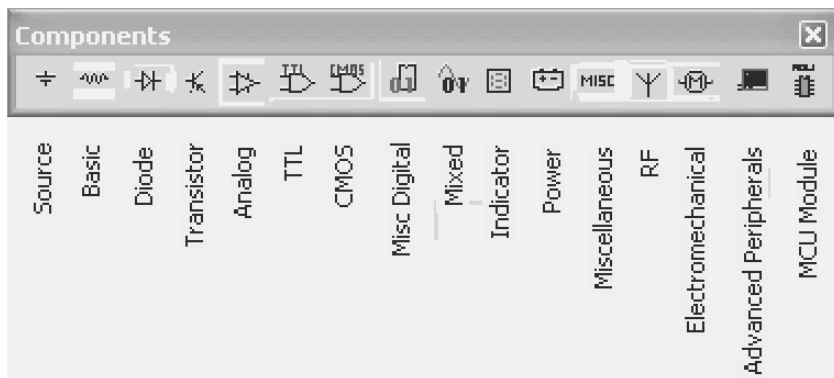 Components
TTL CMOS MISC M
Source
Basic
Diode
Transistor
Analog
TTL
CMOS
Misc Digital
Mixed
Indicator
Power
Miscellaneous
RF
Electromechanical
Advanced Peripherals
MCU Module